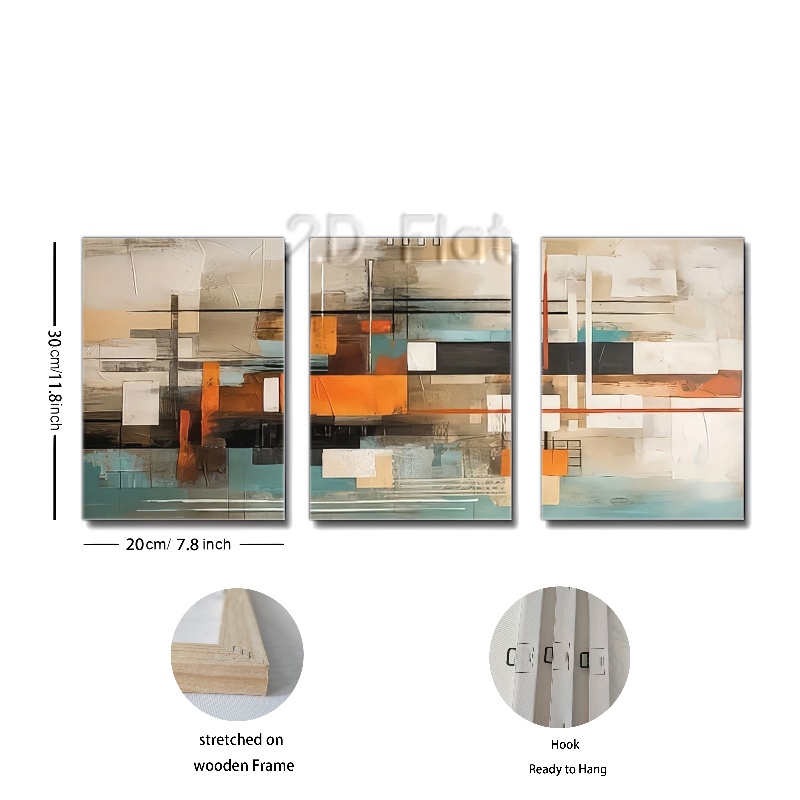 2D Flat
30cm/11.8inch
20cm/ 7.8 inch
stretched on
wooden Frame
Hook
Ready to Hang